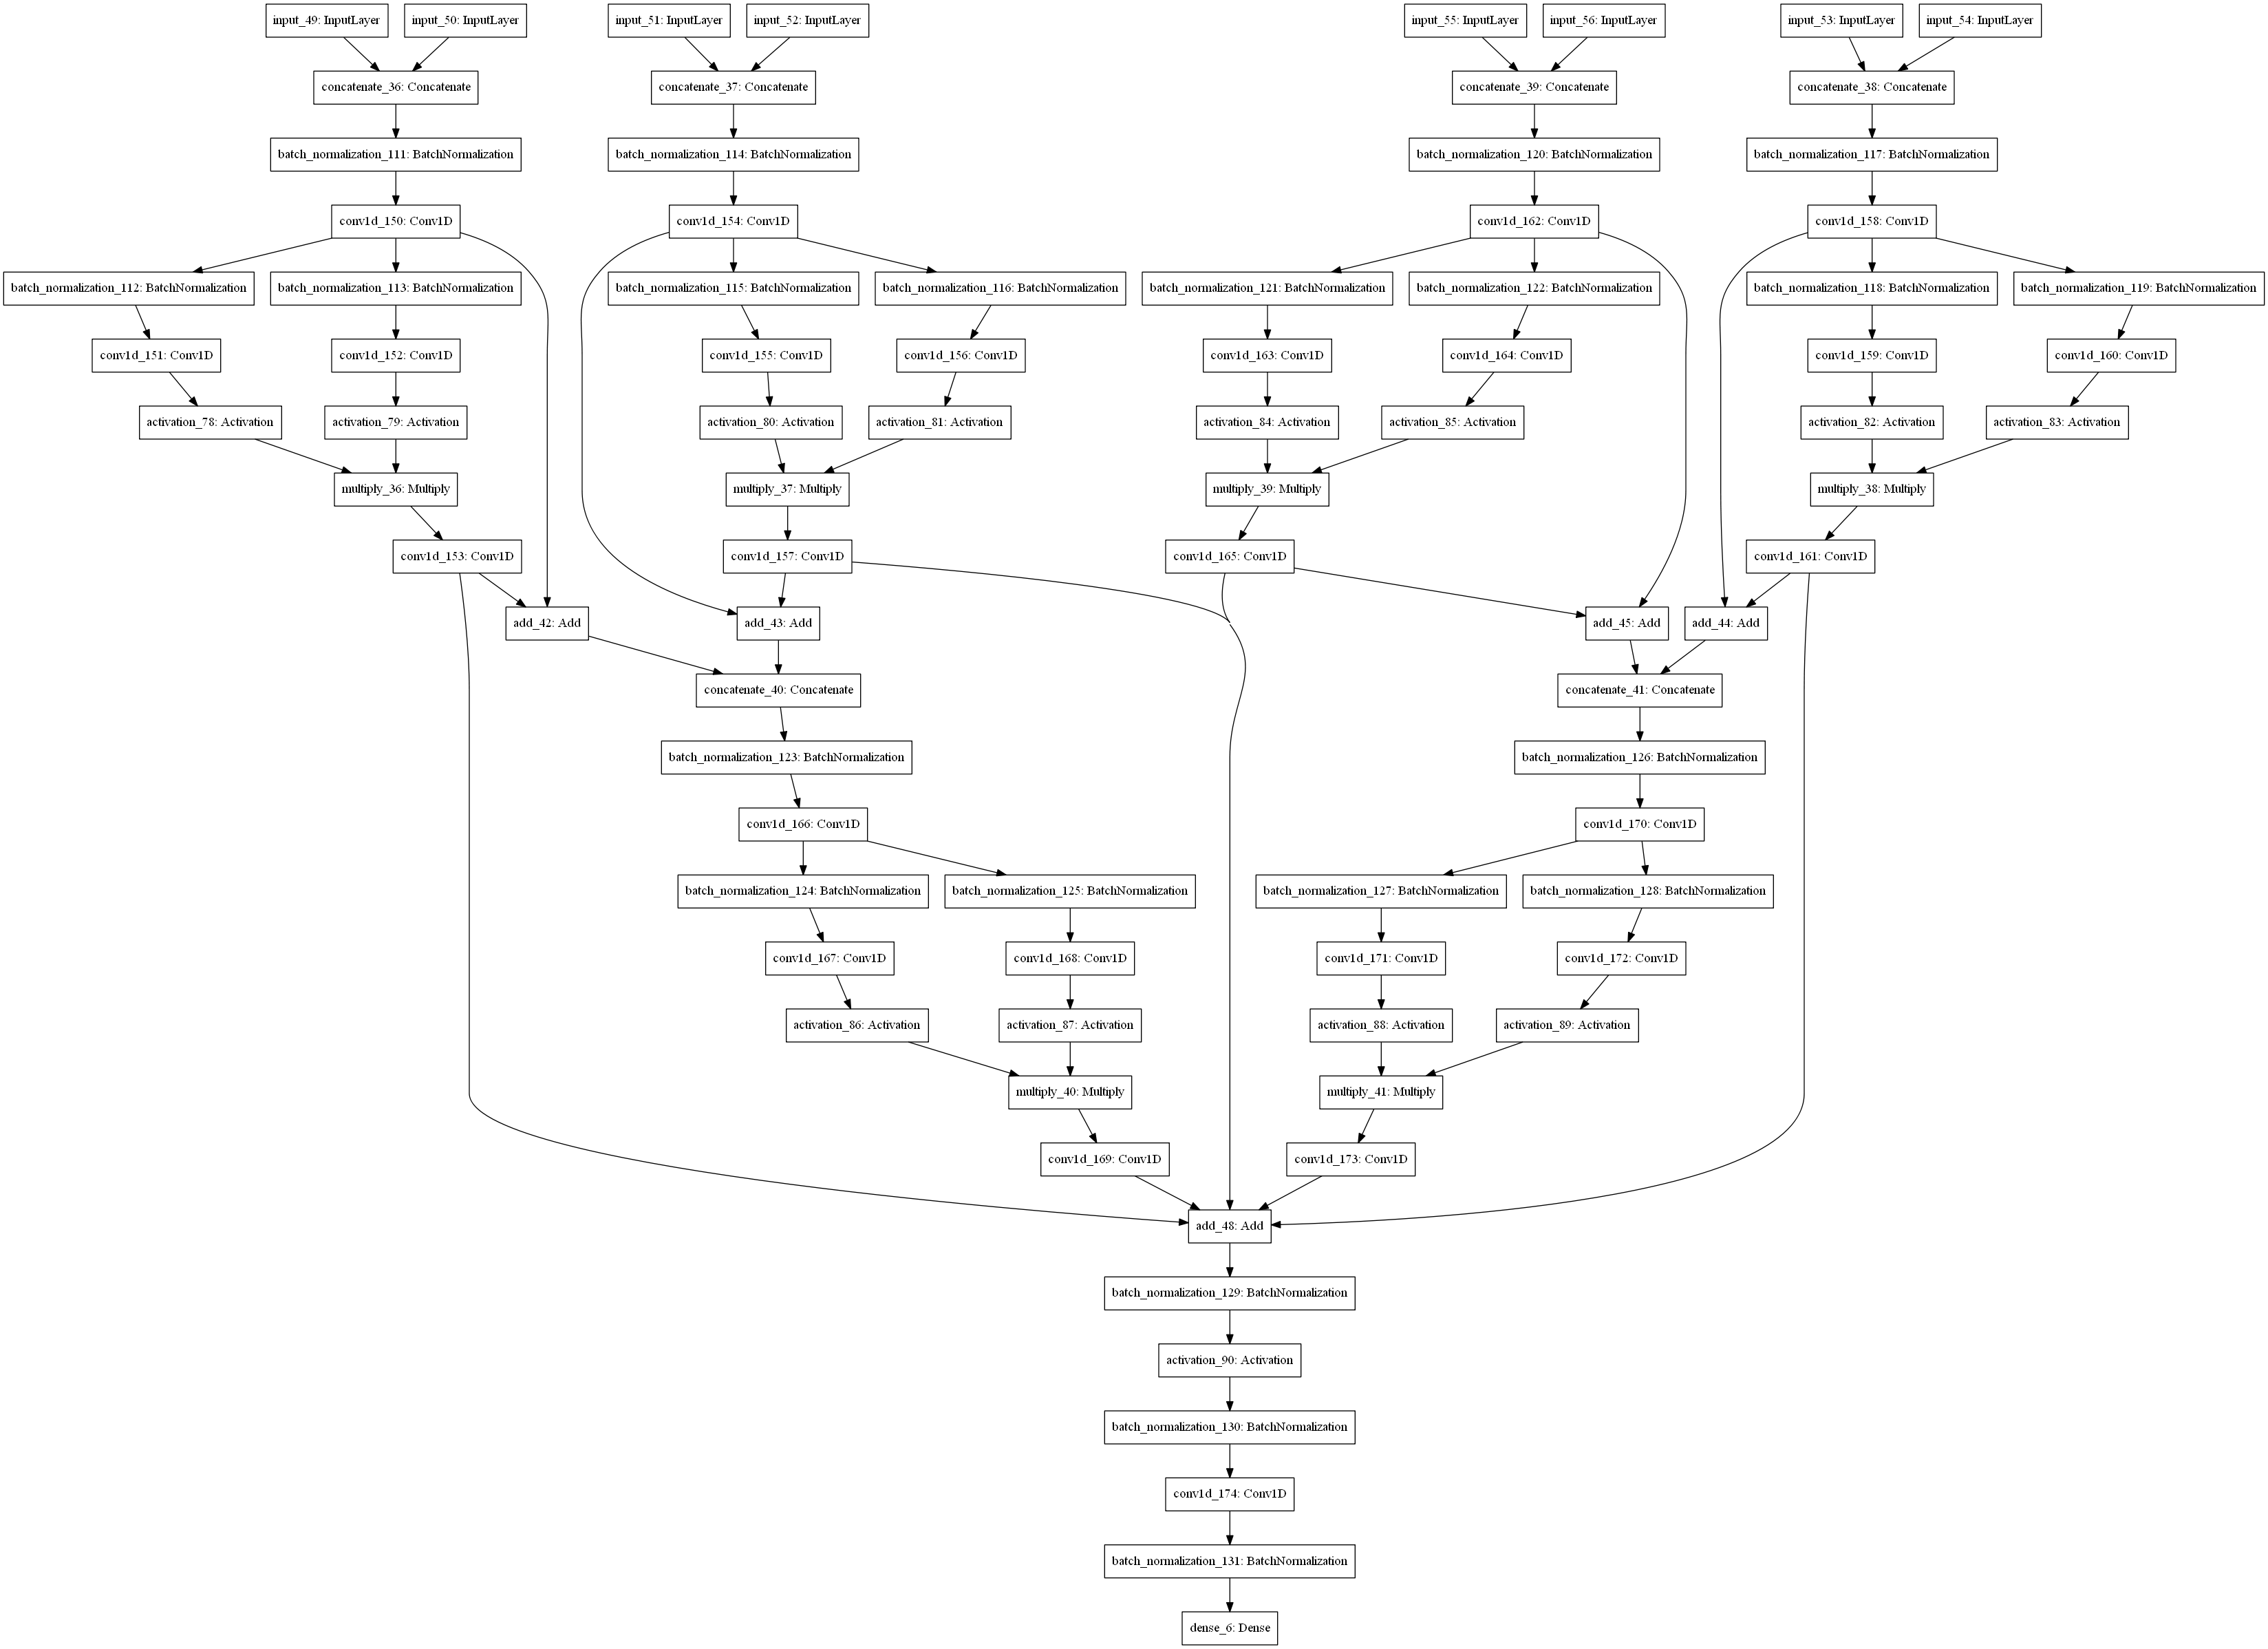 input_49: InputLayer
input_50: InputLayer
input_51: InputLayer
input_52: InputLayer
input_55: InputLayer
input_56: InputLayer
input_53: InputLayer
input_54: InputLayer
concatenate_36: Concatenate
concatenate_37: Concatenate
concatenate_39: Concatenate
concatenate_38: Concatenate
batch_normalization_111: BatchNormalization
batch_normalization_114: BatchNormalization
batch_normalization_120: BatchNormalization
batch_normalization_117: BatchNormalization
conv1d_150: Conv1D
conv1d_154: Conv1D
conv1d_162: Conv1D
conv1d_158: Conv1D
batch_normalization_112: BatchNormalization
batch_normalization_113: BatchNormalization
batch_normalization_115: BatchNormalization
batch_normalization_116: BatchNormalization
batch_normalization_121: BatchNormalization
batch_normalization_122: BatchNormalization
batch_normalization_118: BatchNormalization
batch_normalization_119: BatchNormalization
conv1d_151: Conv1D
conv1d_152: Conv1D
conv1d_155: Conv1D
conv1d_156: Conv1D
conv1d_163: Conv1D
conv1d_164: Conv1D
conv1d_159: Conv1D
conv1d_160: Conv1D
activation_78: Activation
activation_79: Activation
activation_80: Activation
activation_81: Activation
activation_84: Activation
activation_85: Activation
activation_82: Activation
activation_83: Activation
multiply_36: Multiply
multiply_37: Multiply
multiply_39: Multiply
multiply_38: Multiply
conv1d_153: Conv1D
conv1d_157: Conv1D
conv1d_165: Conv1D
conv1d_161: Conv1D
add_42: Add
add_43: Add
add_45: Add
add_44: Add
concatenate_40: Concatenate
concatenate_41: Concatenate
batch_normalization_123: BatchNormalization
batch_normalization_126: BatchNormalization
conv1d_166: Conv1D
conv1d_170: Conv1D
batch_normalization_124: BatchNormalization
batch_normalization_125: BatchNormalization
batch_normalization_127: BatchNormalization
batch_normalization_128: BatchNormalization
conv1d_167: Conv1D
conv1d_168: Conv1D
conv1d_171: Conv1D
conv1d_172: Conv1D
activation_86: Activation
activation_87: Activation
activation_88: Activation
activation_89: Activation
multiply_40: Multiply
multiply_41: Multiply
conv1d_169: Conv1D
conv1d_173: Conv1D
add_48: Add
batch_normalization_129: BatchNormalization
activation_90: Activation
batch_normalization_130: BatchNormalization
conv1d_174: Conv1D
batch_normalization_131: BatchNormalization
dense_6: Dense